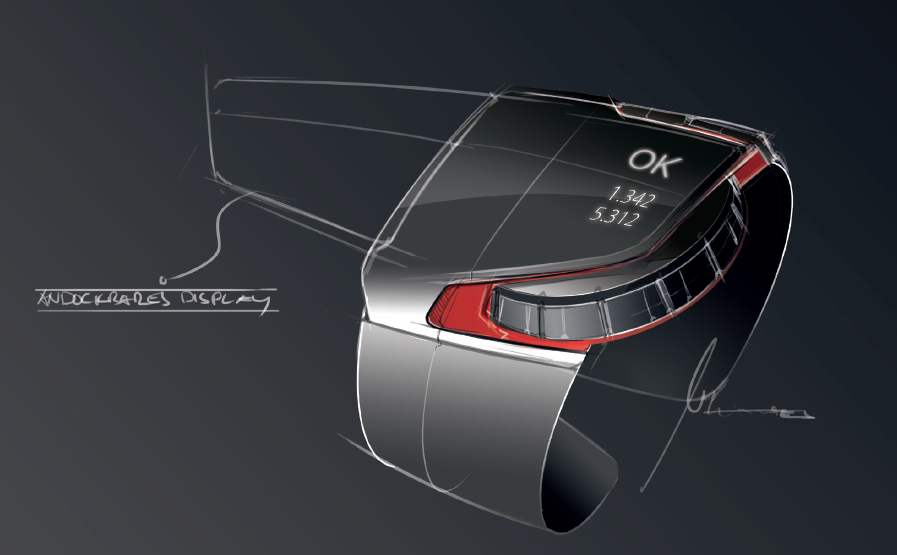 OK
1.342
5.312
ANDOCKBARES DISPLAY